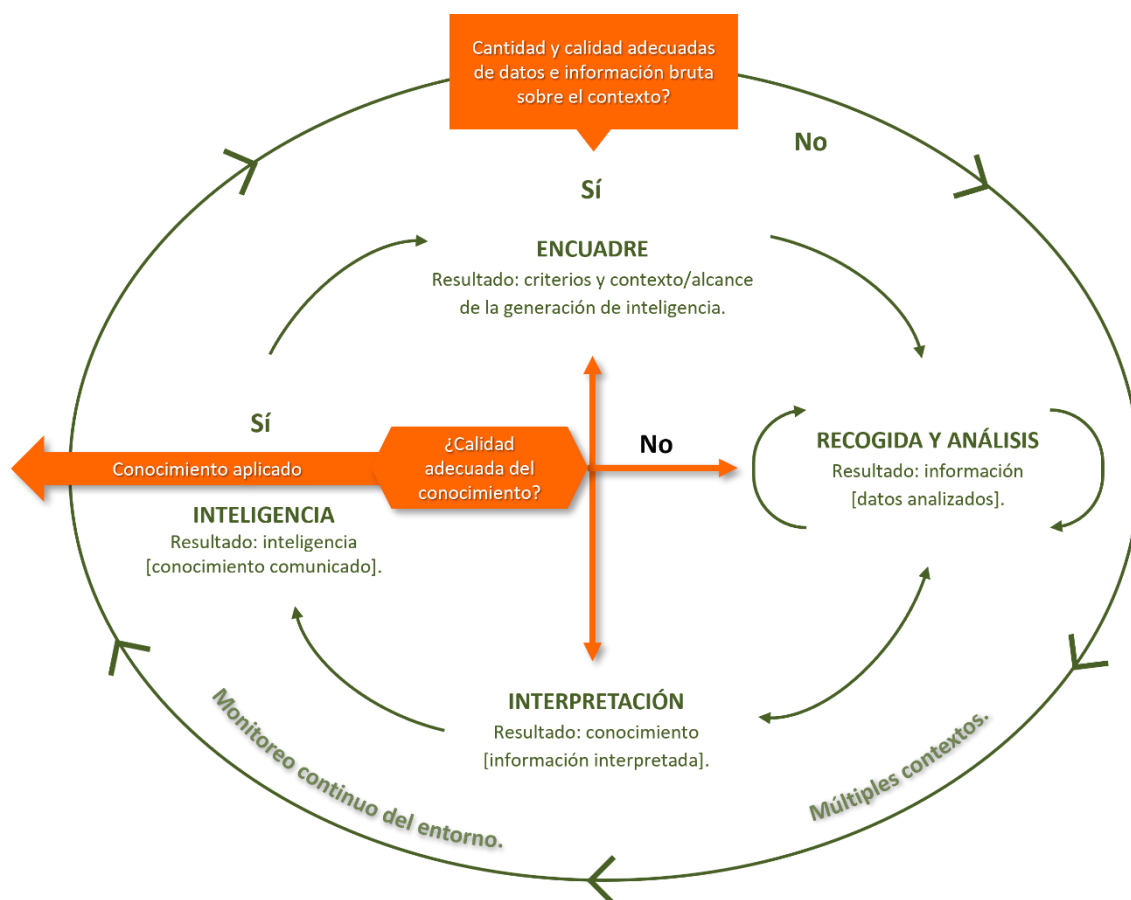 Cantidad y calidad adecuadas
de datos e información bruta
sobre el contexto?
No
Sí
ENCUADRE
Resultado: criterios y contexto/alcance
de la generación de inteligencia.
Sí
Conocimiento aplicado
¿Calidad
adecuada del
conocimiento?
No
RECOGIDA Y ANÁLISIS
Resultado: información
[datos analizados].
INTELIGENCIA
Resultado: inteligencia
[conocimiento comunicado].
INTERPRETACIÓN
Resultado: conocimiento
[información interpretada].
Monitoreo continuo del entorno.
Múltiples contextos.